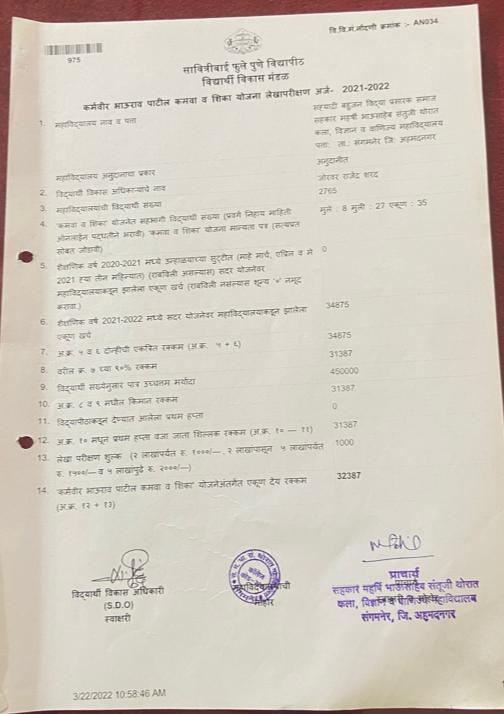 वि.वि.मं.नोंदणी क्रमांक :- AN034
975
सावित्रीबाई फुले पुणे विद्यापीठ
विद्यार्थी विकास मंडळ
कर्मवीर भाऊराव पाटील कमवा व शिका योजना लेखापरीक्षण अर्ज- 2021-2022
1. महाविद्यालय नाव व पत्ता
सह्याद्री बहुजन विद्या प्रसारक समाज
सहकार महर्षी भाऊसाहेब संतुजी थोरात
कला, विज्ञान व वाणिज्य महाविद्यालय
पत्ता: ता.: संगमनेर जि: अहमदनगर
महाविद्यालय अनुदानाचा प्रकार अनुदानीत
2. विद्यार्थी विकास अधिकाऱ्याचे नाव जोरवर राजेंद्र शरद
3. महाविद्यालयाची विद्यार्थी संख्या 2765
4. 'कमवा व शिका' योजनेत सहभागी विद्यार्थी संख्या (प्रवर्ग निहाय माहिती मुले : 8 मुली : 27 एकूण : 35
ऑनलाईन पद्धतीने भरावी) 'कमवा व शिका' योजना मान्यता पत्र (सत्यप्रत
सोबत जोडावी)
5. शैक्षणिक वर्ष 2020-2021 मध्ये उन्हाळ्याच्या सुट्टीत (माहे मार्च, एप्रिल व मे 0
2021 ह्या तीन महिन्यात) (राबविली असल्यास) सदर योजनेवर
महाविद्यालयाकडून झालेला एकूण खर्च (राबविली नसल्यास शून्य '०' नमूद
करावा.)
6. शैक्षणिक वर्ष 2021-2022 मध्ये सदर योजनेवर महाविद्यालयाकडून झालेला 34875
एकूण खर्च
7. अ.क्र. ५ व ६ दोन्हीची एकत्रित रक्कम (अ.क्र. ५ + ६) 34875
8. वरील क्र. ७ च्या ९०% रक्कम 31387
9. विद्यार्थी संख्येनुसार पात्र उच्चतम मर्यादा 450000
10. अ.क्र. ८ व ९ मधील किमान रक्कम 31387
11. विद्यापीठाकडून देण्यात आलेला प्रथम हप्ता 0
12. अ.क्र. १० मधून प्रथम हप्ता वजा जाता शिल्लक रक्कम (अ.क्र. १० — ११) 31387
13. लेखा परीक्षण शुल्क (२ लाखांपर्यंत रु. १०००/—, २ लाखांपासून ५ लाखांपर्यंत 1000
रु. १५००/— व ५ लाखांपुढे रु. २०००/—)
14. 'कर्मवीर भाऊराव पाटील कमवा व शिका' योजनेअंतर्गत एकूण देय रक्कम 32387
(अ.क्र. १२ + १३)
विद्यार्थी विकास अधिकारी
(S.D.O)
स्वाक्षरी
महाविद्यालयाची
मोहोर
प्राचार्य
सहकार महर्षि भाऊसाहेब संतूजी थोरात
कला, विज्ञान व वाणिज्य महाविद्यालय
संगमनेर, जि. अहमदनगर
3/22/2022 10:58:46 AM